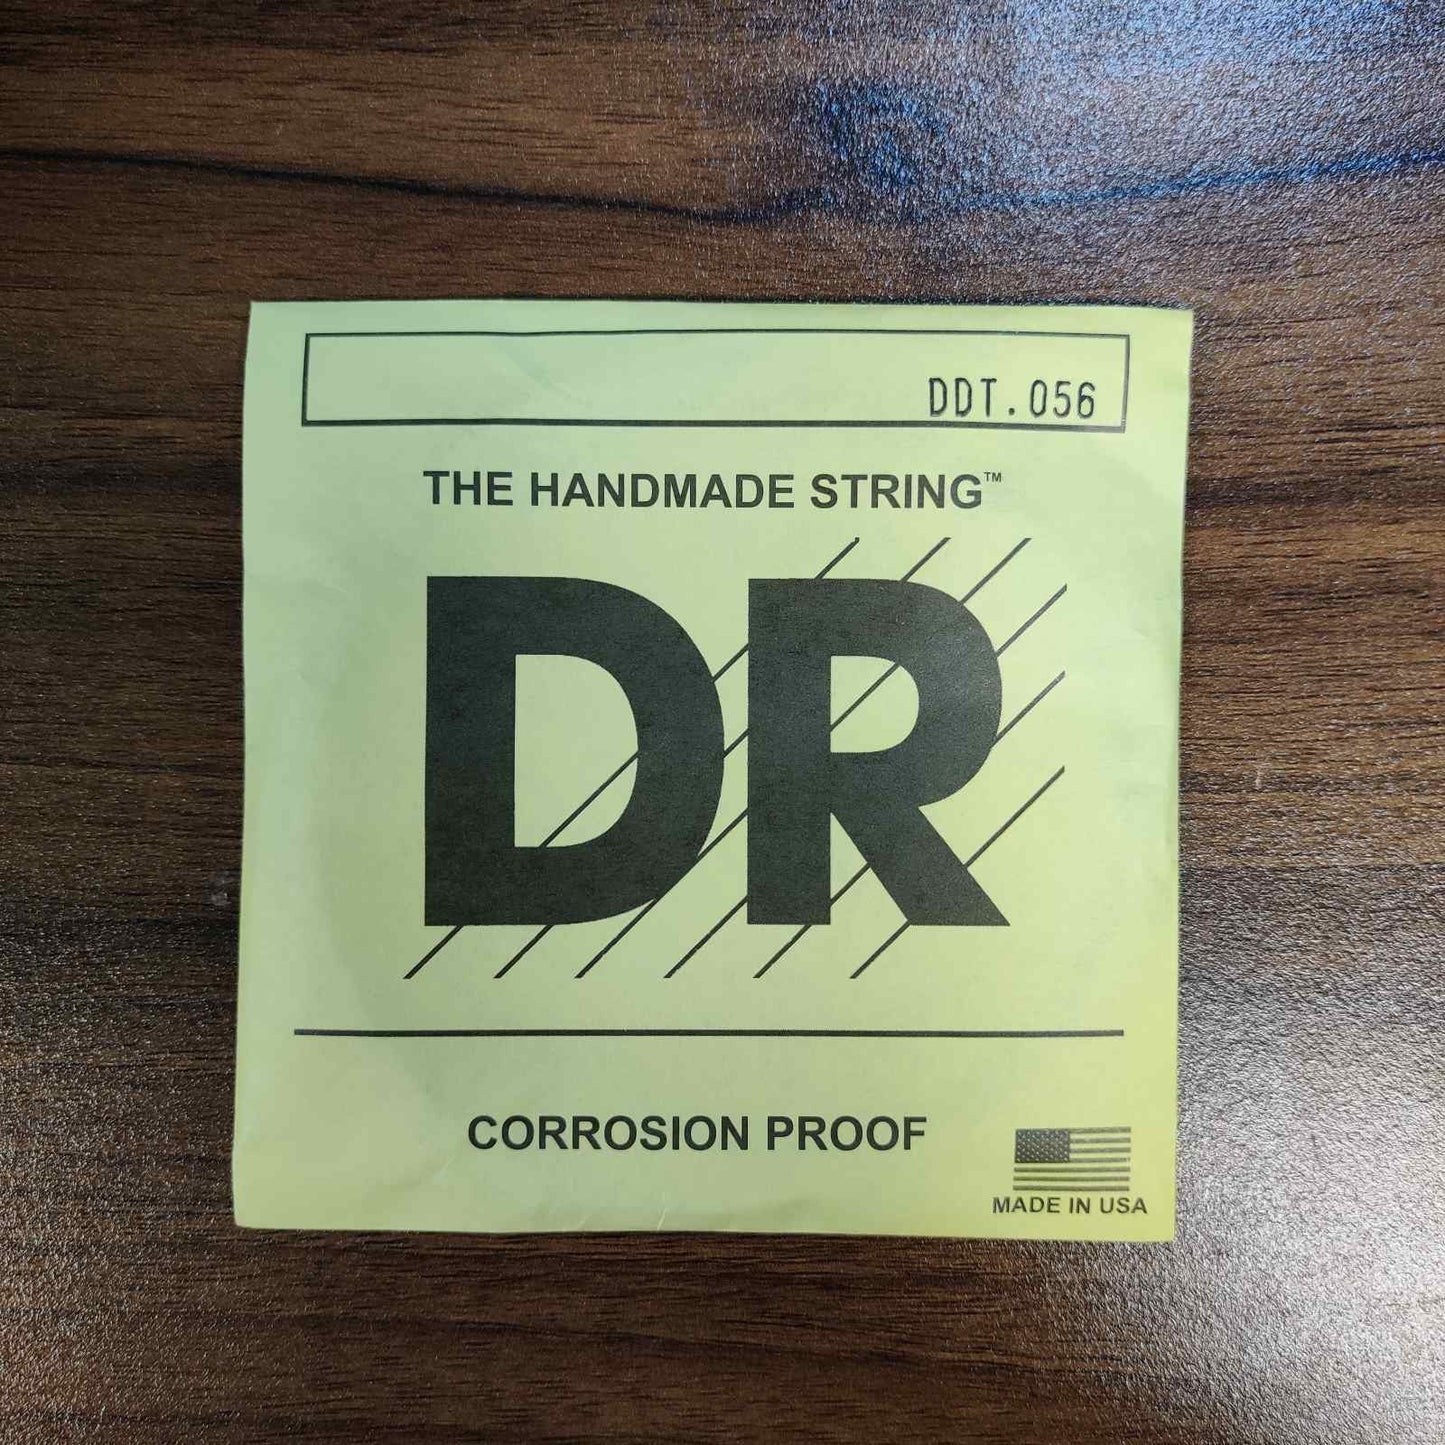 DDT.056
THE HANDMADE STRING™
DR
CORROSION PROOF
MADE IN USA